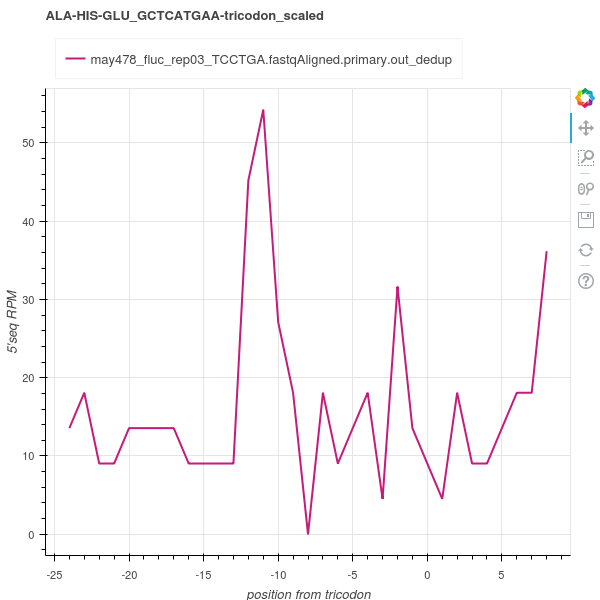 ALA-HIS-GLU_GCTCATGAA-tricodon_scaled
may478_fluc_rep03_TCCTGA.fastqAligned.primary.out_dedup
50
40
30
20
10
0
5'seq RPM
-25 -20 -15 -10 -5 0 5
position from tricodon